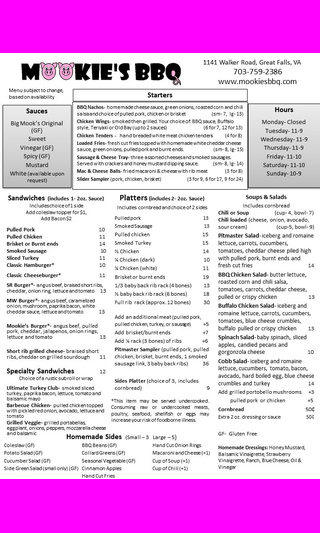 MOOKIE'S BBQ
1141 Walker Road, Great Falls, VA
703-759-2386
www.mookiesbbq.com
Menu subject to change, based on availability
Starters
BBQ Nachos- homemade cheese sauce, green onions, roasted corn and chili
salsa and choice of pulled pork, chicken or brisket (sm- 7, lg- 13)
Chicken Wings- smoked then grilled. Your choice of: BBQ sauce, Buffalo
style, Teriyaki or Old Bay (up to 2 sauces) (6 for 7, 12 for 13)
Chicken Tenders - hand breaded white meat chicken tenders (4 for 8)
Loaded Fries- fresh cut fries topped with homemade white cheddar cheese
sauce, green onions, pulled pork and burnt ends. (sm- 8, lg- 15)
Sausage & Cheese Tray- three assorted cheeses and smoked sausages.
Served with crackers and honey dipping mustard (sm- 8, lg- 14)
Mac & Cheese Balls- fried macaroni & cheese with rib meat (3 for 8)
Slider Sampler (pork, chicken, brisket) (3 for 9, 6 for 17, 9 for 24)
Sauces
Big Mook's Original
(GF)
Sweet
Vinegar (GF)
Spicy (GF)
Mustard
White (available upon
request)
Hours
Monday- Closed
Tuesday- 11-9
Wednesday- 11-9
Thursday- 11-9
Friday- 11-10
Saturday- 11-10
Sunday- 10-9
Sandwiches (includes 1- 2oz. Sauce)
Includes choice of 1 side
Add coleslaw topper for $1,
Add Bacon $2
Pulled Pork 10
Pulled Chicken 11
Brisket or Burnt ends 14
Smoked Sausage 10
Sliced Turkey 11
Classic Hamburger* 10
Classic Cheeseburger* 11
SR Burger*- angus beef, braised short ribs,
cheddar, onion ring, lettuce and tomato 13
MW Burger*- angus beef, caramelized
onion, mushrooms, paprika bacon, white
cheddar sauce, lettuce and tomato 13
Mookie's Burger*- angus beef, pulled
pork, cheddar, jalapenos, onion rings,
lettuce and tomato 13
Short rib grilled cheese- braised short
ribs, cheddar on grilled sourdough 11
Specialty Sandwiches 12
Choice of rustic sub roll or wrap
Ultimate Turkey Club- smoked sliced
turkey, paprika bacon, lettuce, tomato and
balsamic mayo
Barbecue Chicken- pulled chicken topped
with pickled red onion, avocado, lettuce and
tomato
Grilled Veggie- grilled portobellas,
eggplant, onions, peppers, mozzarella cheese
and balsamic
Platters (includes 2- 2oz. Sauce)
Includes cornbread and choice of 2 sides
Pulled pork 13
Smoked Sausage 13
Pulled chicken 15
Smoked Turkey 15
¼ Chicken (dark) 10
¼ Chicken (white) 11
Brisket/ burnt ends 19
1/3 baby back ribs rack (4 bones) 13
½ baby back ribs rack (6 bones) 18
Full rib rack (approx. 12 bones) 30
Add an additional meat (pulled pork,
pulled chicken, turkey, or sausage) +5
Add brisket/burnt ends +7
Add ¼ rack (3 bones) of rib +6
Pitmaster Sampler (pulled pork, pulled
chicken, brisket, burnt ends, 1 smoked
sausage link, 3 baby back ribs) 36
Sides Platter (choice of 3, includes
cornbread) 9
*This item may be served undercooked.
Consuming raw or undercooked meats,
poultry, seafood, shellfish or eggs may
increase your risk of foodborne illness.
Soups & Salads
Includes cornbread
Chili or Soup (cup- 4, bowl- 7)
Chili loaded (cheese, onion, avocado,
sour cream) (cup- 7, bowl- 13)
Pitmaster Salad- iceberg and romaine
lettuce, carrots, cucumbers,
tomatoes, cheddar cheese piled high
with pulled pork, burnt ends and
fresh cut fries 14
BBQ Chicken Salad- butter lettuce,
roasted corn and chili salsa,
tomatoes, carrots, cheddar cheese,
pulled or crispy chicken 13
Buffalo Chicken Salad- iceberg and
romaine lettuce, carrots, cucumbers,
tomatoes, blue cheese crumbles,
buffalo pulled or crispy chicken 13
Spinach Salad- baby spinach, sliced
apples, candied pecans and
gorgonzola cheese 10
Cobb Salad- iceberg and romaine
lettuce, cucumbers, tomato, bacon,
avocado, hard boiled egg, blue cheese
crumbles and turkey 14
Add grilled portobello mushrooms +3
pulled pork or chicken +5
Cornbread 50¢
Extra 2 oz. dressing or sauce 50¢
GF- Gluten Free
Homemade Dressings: Honey Mustard,
Balsamic Vinaigrette, Strawberry
Vinaigrette, Ranch, Blue Cheese, Oil &
Vinegar
Homemade Sides (Small – 3 Large – 5)
Coleslaw (GF) BBQ Beans (GF) Hand Cut Onion Rings
Potato Salad (GF) Collard Greens (GF) Macaroni and Cheese (+1)
Cucumber Salad (GF) Seasonal Vegetable (GF) Cup of Soup (+1)
Side Green Salad (small only) (GF) Cinnamon Apples Cup of Chili (+1)
Hand Cut Fries